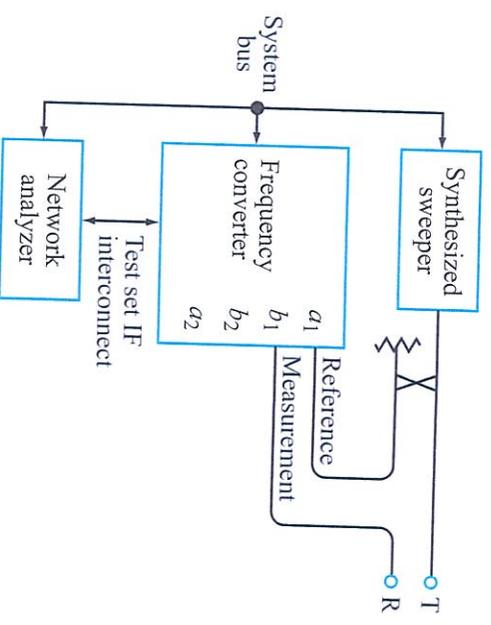 System
bus
Synthesized
sweeper
Frequency
converter
a₁
b₁
b₂
a₂
Reference
Measurement
Network
analyzer
Test set IF
interconnect
T
R